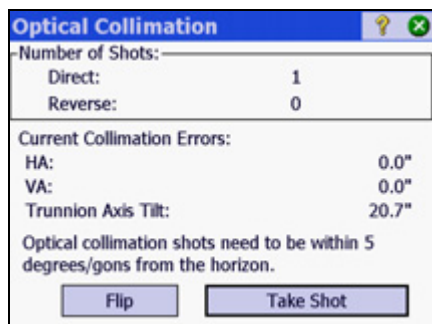 Optical Collimation ?
Number of Shots:
Direct: 1
Reverse: 0
Current Collimation Errors:
HA: 0.0"
VA: 0.0"
Trunnion Axis Tilt: 20.7"
Optical collimation shots need to be within 5
degrees/gons from the horizon.
Flip Take Shot